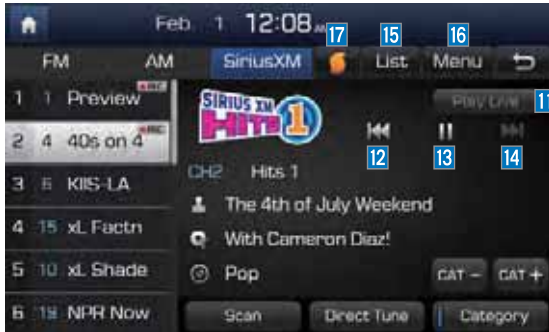 Feb. 1 12:08 AM
17 15 16
FM AM SiriusXM List Menu
1 1 Preview REC
Play Live 11
SIRIUS XM HITS 1
2 4 40s on 4 REC
12 13 14
3 6 KIIS-LA
CH2 Hits 1
The 4th of July Weekend
4 15 xL Factn
With Cameron Diaz!
5 10 xL Shade
Pop CAT - CAT +
6 NPR Now
Scan Direct Tune Category